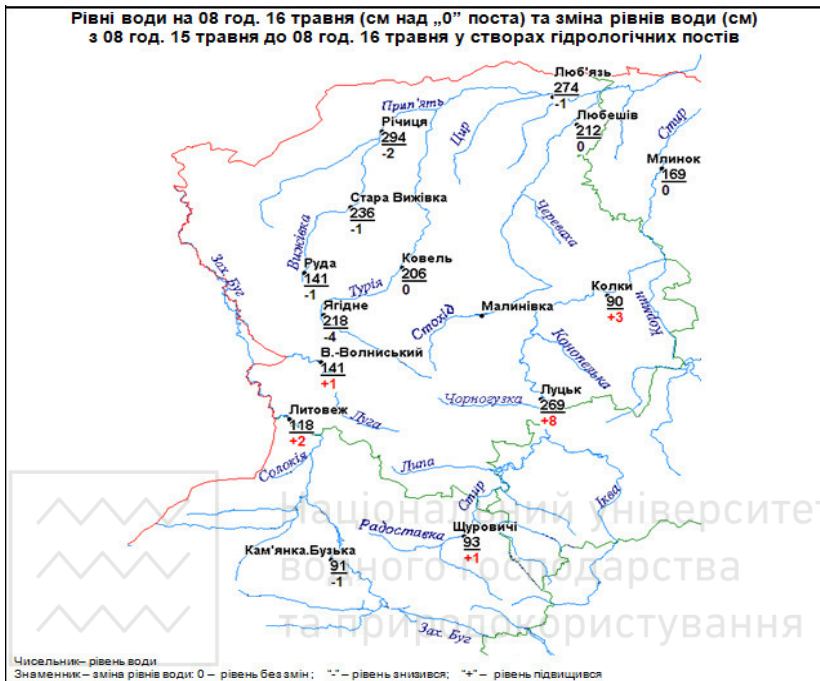 Рівні води на 08 год. 16 травня (см над „0” поста) та зміна рівнів води (см)
з 08 год. 15 травня до 08 год. 16 травня у створах гідрологічних постів
Люб'язь
274
-1
Прип'ять
Річиця
294
-2
Цир
Любешів
212
0
Стир
Млинок
169
0
Стара Вижівка
236
-1
Вижівка
Череваха
Зах. Буг
Руда
141
-1
Турія
Ковель
206
0
Ягідне
218
-4
Стохід
Малинівка
Колки
90
+3
Кормин
В.-Волниський
141
+1
Конопелька
Луцьк
269
+8
Чорногузка
Литовеж
118
+2
Луга
Солокія
Липа
Стир
Іква
Національний університет
Радоставка
Щуровичі
93
+1
Кам'янка.Бузька
91
-1
водного господарства
та природокористування
Зах. Буг
Чисельник– рівень води
Знаменник – зміна рівнів води: 0 – рівень без змін; "-" – рівень знизився; "+" – рівень підвищився